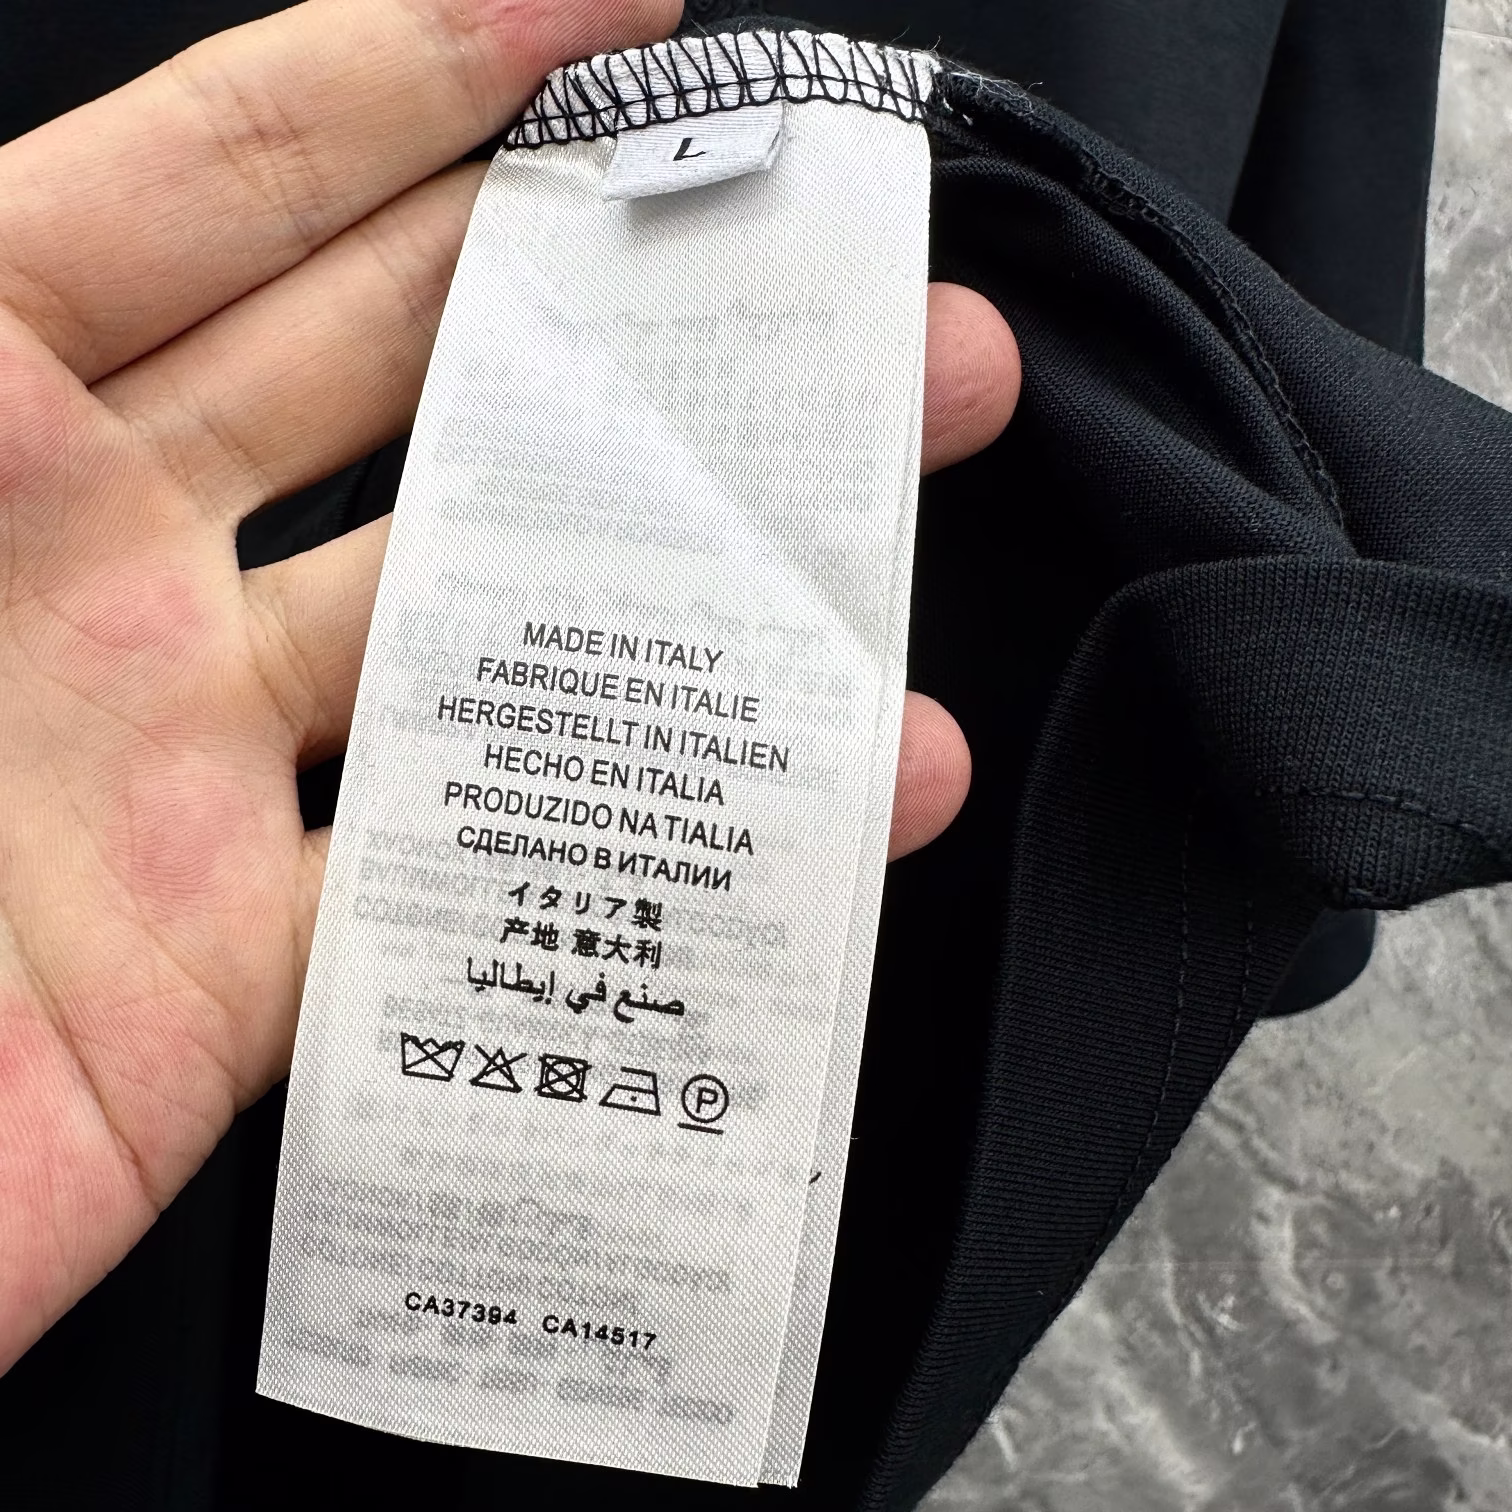 L
MADE IN ITALY
FABRIQUE EN ITALIE
HERGESTELLT IN ITALIEN
HECHO EN ITALIA
PRODUZIDO NA TIALIA
СДЕЛАНО В ИТАЛИИ
イタリア製
产地 意大利
صنع في إيطاليا
P
CA37394 CA14517